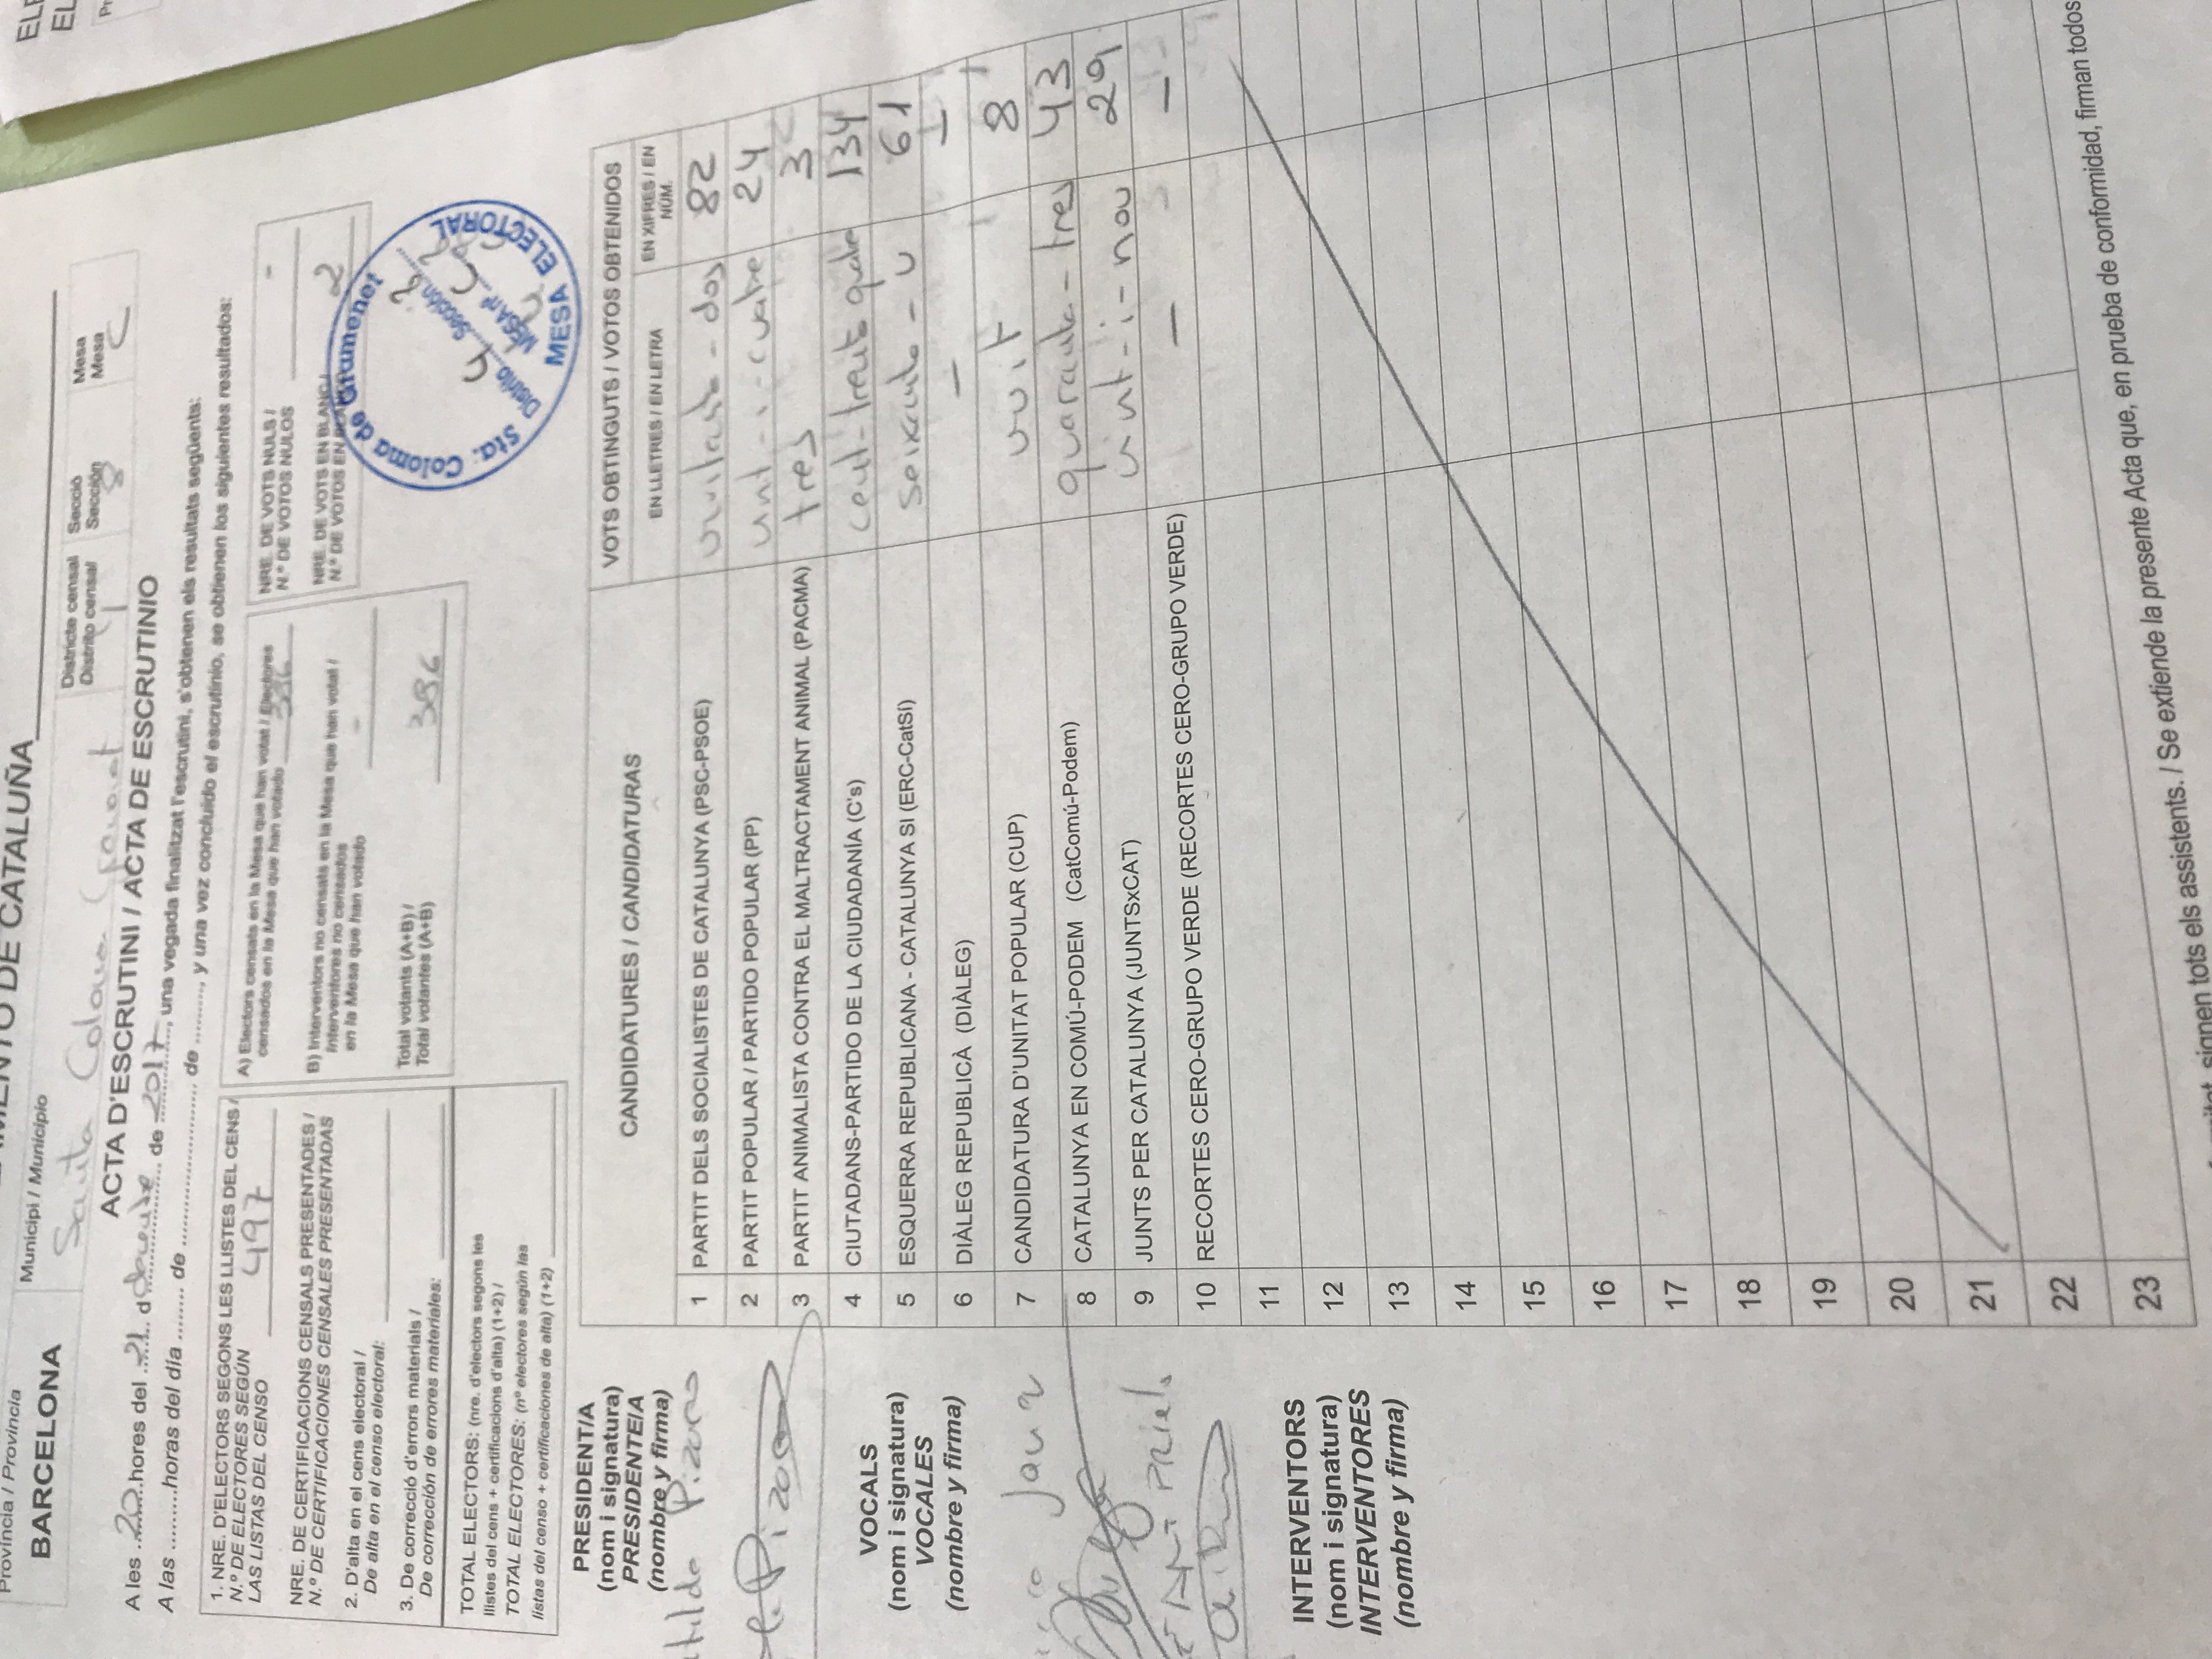 Província / Provincia
BARCELONA
DE CATALUÑA
Municipi / Municipio
Santa Coloma Gramenet
Districte censal
Distrito censal
4
Secció
Sección
8
Mesa
Mesa
C
ACTA D'ESCRUTINI / ACTA DE ESCRUTINIO
A les 20 hores del 21 d desembre de 2017, una vegada finalitzat l'escrutini, s'obtenen els resultats següents:
A las .........horas del día ........ de ........................ de ........., y una vez concluido el escrutinio, se obtienen los siguientes resultados:
1. NRE. D'ELECTORS SEGONS LES LLISTES DEL CENS /
N.º DE ELECTORES SEGÚN
LAS LISTAS DEL CENSO 497
NRE. DE CERTIFICACIONS CENSALS PRESENTADES /
N.º DE CERTIFICACIONES CENSALES PRESENTADAS
2. D'alta en el cens electoral /
De alta en el censo electoral:
3. De correcció d'errors materials /
De corrección de errores materiales:
TOTAL ELECTORS: (nre. d'electors segons les
llistes del cens + certificacions d'alta) (1+2) /
TOTAL ELECTORES: (nº electores según las
listas del censo + certificaciones de alta) (1+2)
A) Electors censats en la Mesa que han votat / Electores
censados en la Mesa que han votado 386
B) Interventors no censats en la Mesa que han votat /
Interventores no censados
en la Mesa que han votado -
Total votants (A+B) /
Total votantes (A+B) 386
NRE. DE VOTS NULS /
N.º DE VOTOS NULOS -
NRE. DE VOTS EN BLANC /
N.º DE VOTOS EN BLANCO 2
Sta. Coloma de Gramenet
Distrito 4 Sección 8
MESA nº C
MESA ELECTORAL
PRESIDENT/A
(nom i signatura)
PRESIDENTE/A
(nombre y firma)
Pizarro
Pizarro
VOCALS
(nom i signatura)
VOCALES
(nombre y firma)
INTERVENTORS
(nom i signatura)
INTERVENTORES
(nombre y firma)
CANDIDATURES / CANDIDATURAS
VOTS OBTINGUTS / VOTOS OBTENIDOS
EN LLETRES / EN LETRA
EN XIFRES / EN
NÚM.
1 PARTIT DELS SOCIALISTES DE CATALUNYA (PSC-PSOE) vuitanta - dos 82
2 PARTIT POPULAR / PARTIDO POPULAR (PP) vint-i-cuatre 24
3 PARTIT ANIMALISTA CONTRA EL MALTRACTAMENT ANIMAL (PACMA) tres 3
4 CIUTADANS-PARTIDO DE LA CIUDADANÍA (C's) cent-trenta quatre 134
5 ESQUERRA REPUBLICANA - CATALUNYA SI (ERC-CatSí) seixanta - u 61
6 DIÀLEG REPUBLICÀ (DIÀLEG) - -
7 CANDIDATURA D'UNITAT POPULAR (CUP) vuit 8
8 CATALUNYA EN COMÚ-PODEM (CatComú-Podem) quaranta - tres 43
9 JUNTS PER CATALUNYA (JUNTSxCAT) vint-i-nou 29
10 RECORTES CERO-GRUPO VERDE (RECORTES CERO-GRUPO VERDE) - -
11
12
13
14
15
16
17
18
19
20
21
22
23
signen tots els assistents. / Se extiende la presente Acta que, en prueba de conformidad, firman todos